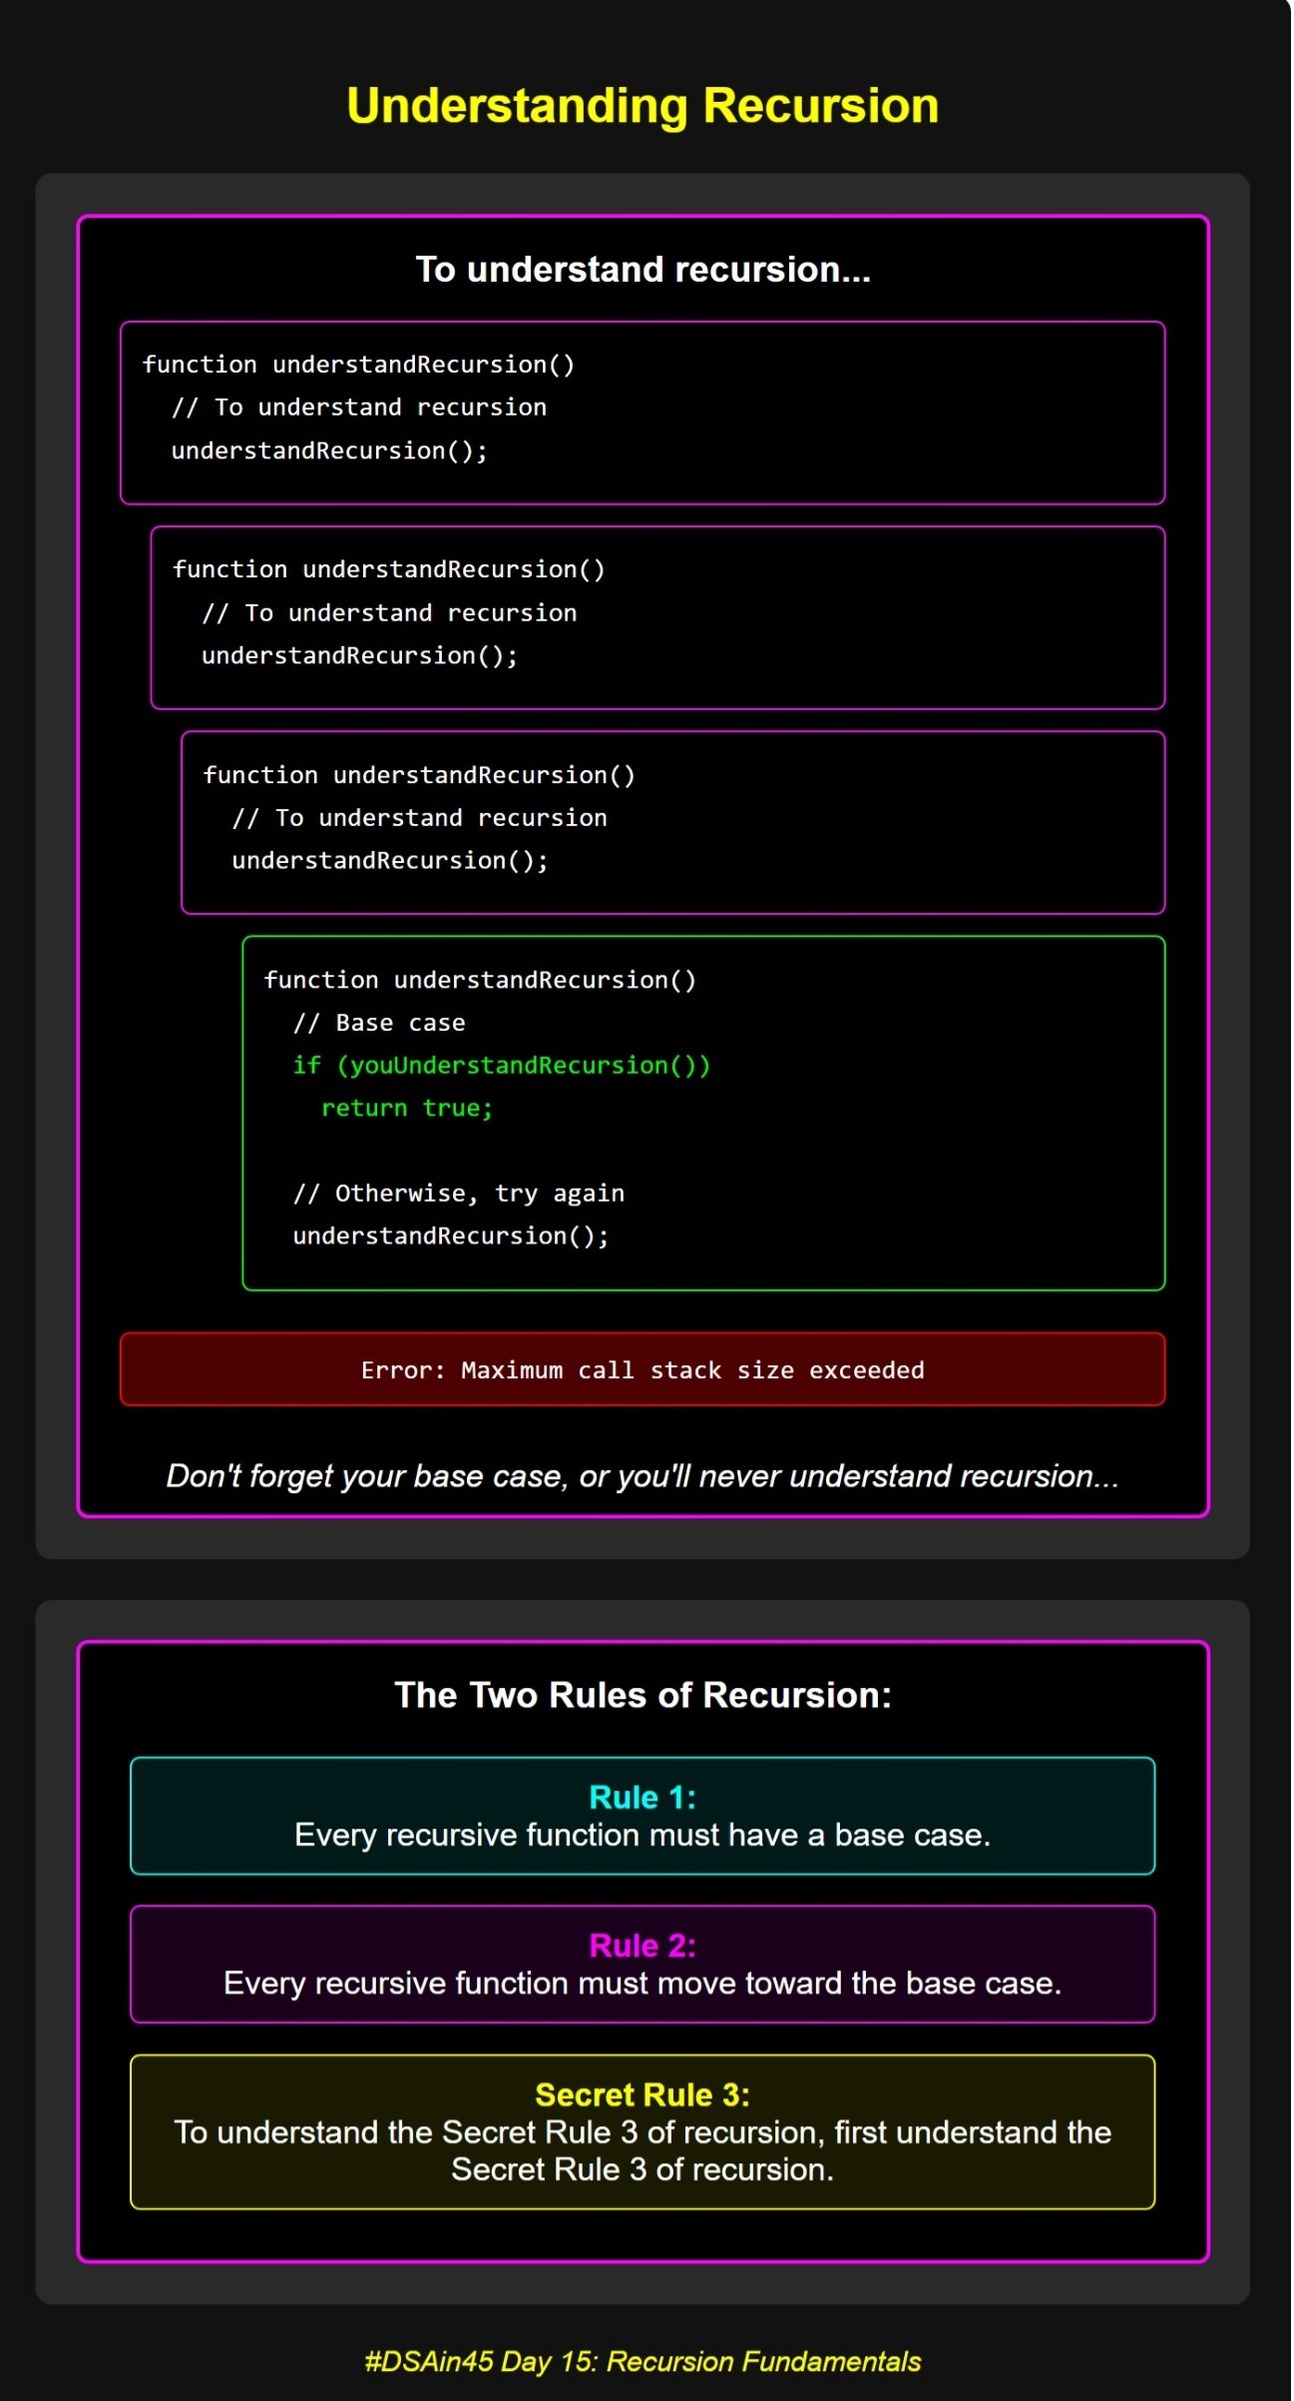 Understanding Recursion
To understand recursion...
function understandRecursion()
// To understand recursion
understandRecursion();
function understandRecursion()
// To understand recursion
understandRecursion();
function understandRecursion()
// To understand recursion
understandRecursion();
function understandRecursion()
// Base case
if (youUnderstandRecursion())
return true;
// Otherwise, try again
understandRecursion();
Error: Maximum call stack size exceeded
Don't forget your base case, or you'll never understand recursion...
The Two Rules of Recursion:
Rule 1:
Every recursive function must have a base case.
Rule 2:
Every recursive function must move toward the base case.
Secret Rule 3:
To understand the Secret Rule 3 of recursion, first understand the
Secret Rule 3 of recursion.
#DSAin45 Day 15: Recursion Fundamentals